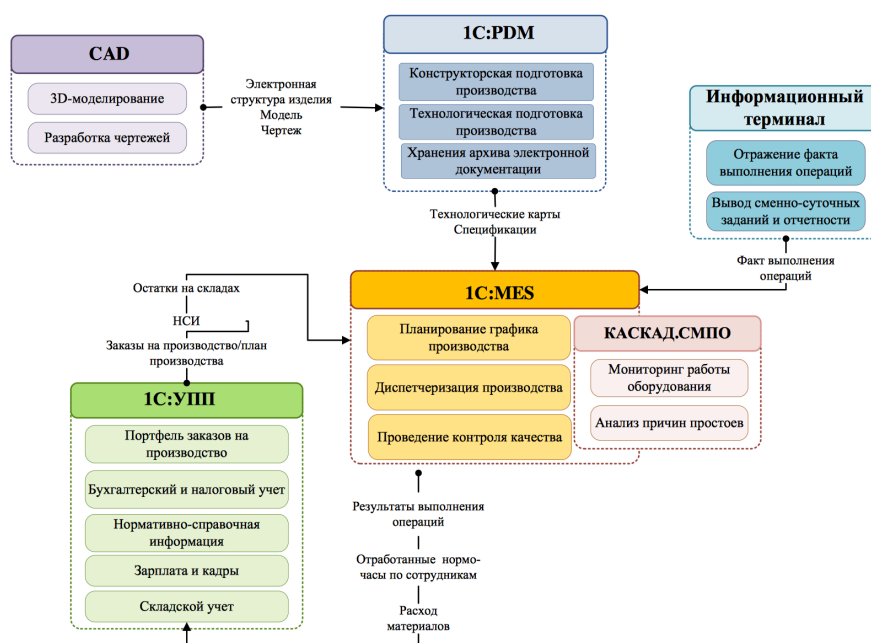 CAD
3D-моделирование
Разработка чертежей
Электронная
структура изделия
Модель
Чертеж
1С:PDM
Конструкторская подготовка
производства
Технологическая подготовка
производства
Хранения архива электронной
документации
Информационный
терминал
Отражение факта
выполнения операций
Вывод сменно-суточных
заданий и отчетности
Технологические карты
Спецификации
Факт выполнения
операций
Остатки на складах
НСИ
Заказы на производство/план
производства
1С:MES
Планирование графика
производства
Диспетчеризация производства
Проведение контроля качества
КАСКАД.СМПО
Мониторинг работы
оборудования
Анализ причин простоев
1С:УПП
Портфель заказов на
производство
Бухгалтерский и налоговый учет
Нормативно-справочная
информация
Зарплата и кадры
Складской учет
Результаты выполнения
операций
Отработанные нормо-
часы по сотрудникам
Расход
материалов